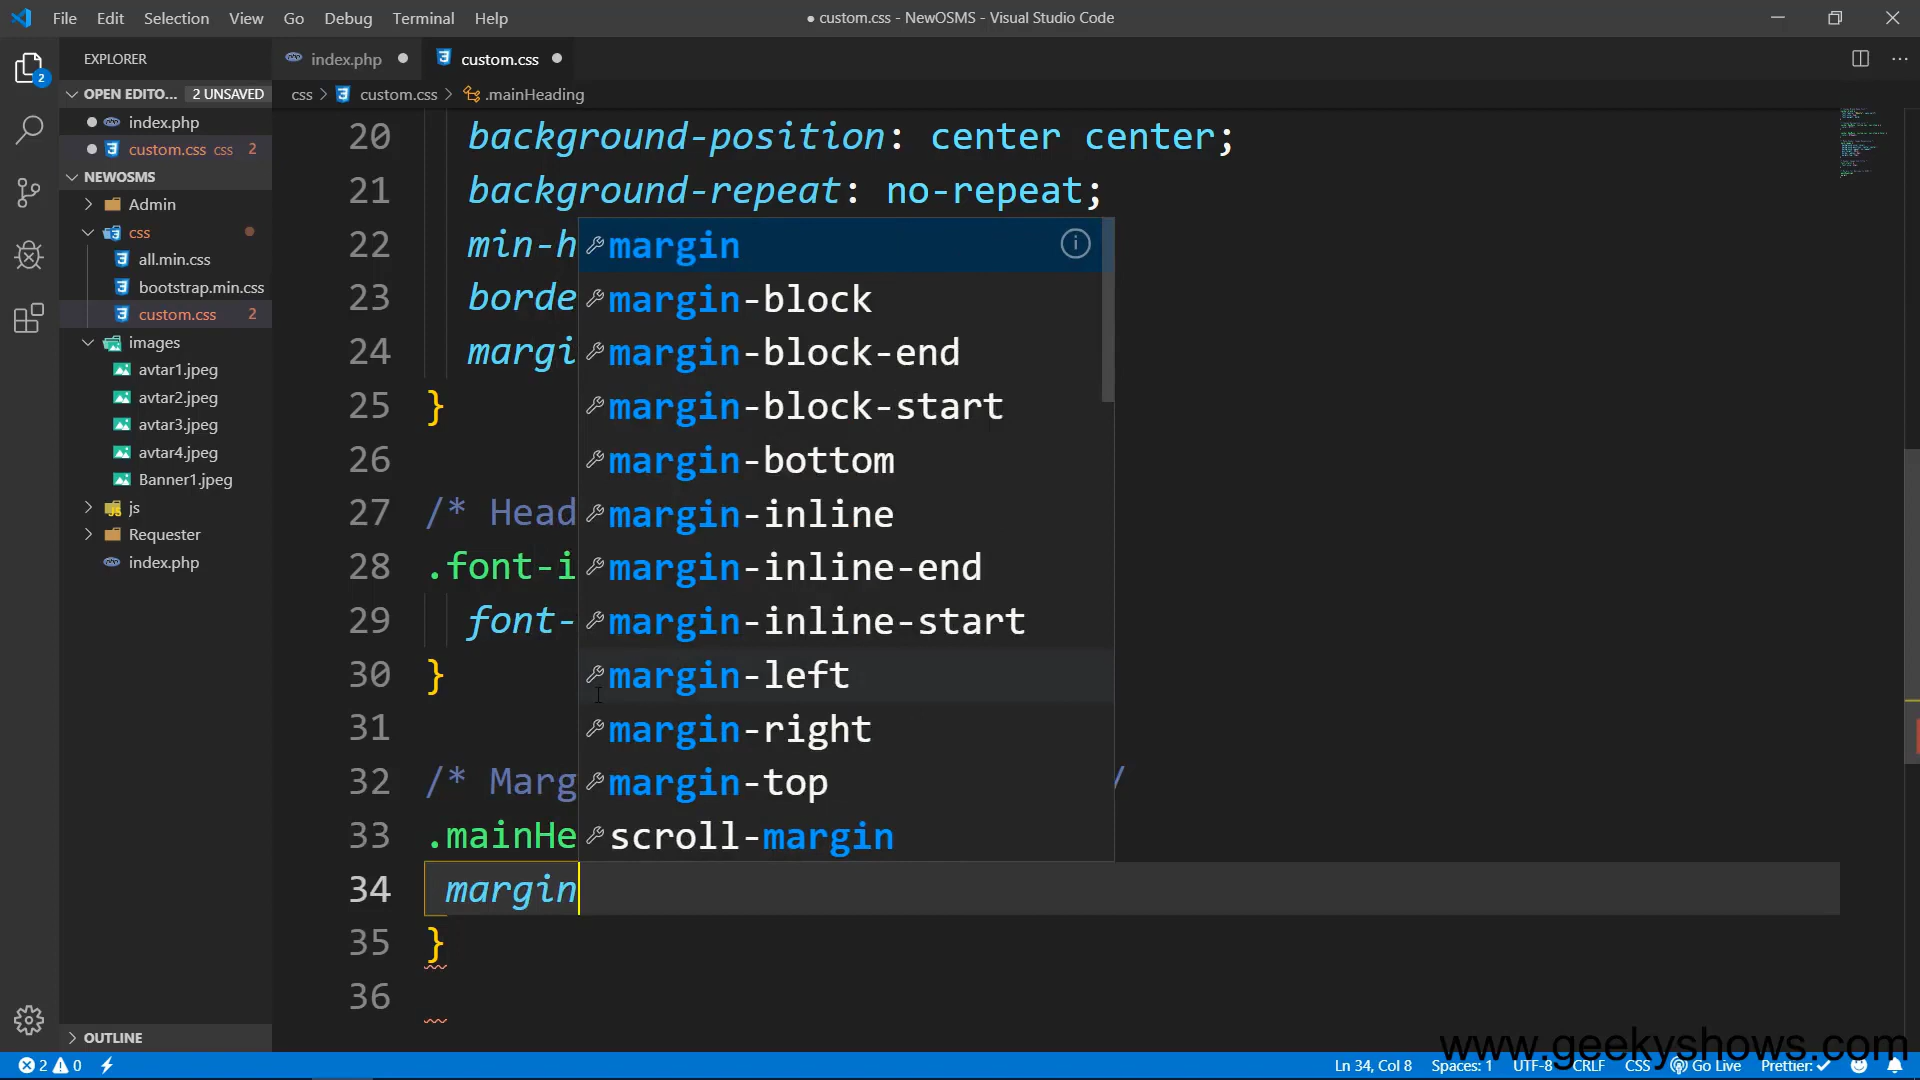 File Edit Selection View Go Debug Terminal Help
● custom.css - NewOSMS - Visual Studio Code
EXPLORER
index.php
custom.css
OPEN EDITO... 2 UNSAVED
css > custom.css > .mainHeading
index.php
custom.css css 2
NEWOSMS
Admin
css
all.min.css
bootstrap.min.css
custom.css 2
images
avtar1.jpeg
avtar2.jpeg
avtar3.jpeg
avtar4.jpeg
Banner1.jpeg
js
Requester
index.php
OUTLINE
2
20 background-position: center center;
21 background-repeat: no-repeat;
22 min-h
23 borde
24 margi
25 }
26
27 /* Head
28 .font-i
29 font-
30 }
31
32 /* Marg /
33 .mainHe
34 margin
35 }
36
margin
margin-block
margin-block-end
margin-block-start
margin-bottom
margin-inline
margin-inline-end
margin-inline-start
margin-left
margin-right
margin-top
scroll-margin
www.geekyshows.com
2 0
Ln 34, Col 8 Spaces: 1 UTF-8 CRLF CSS Go Live Prettier: ✓